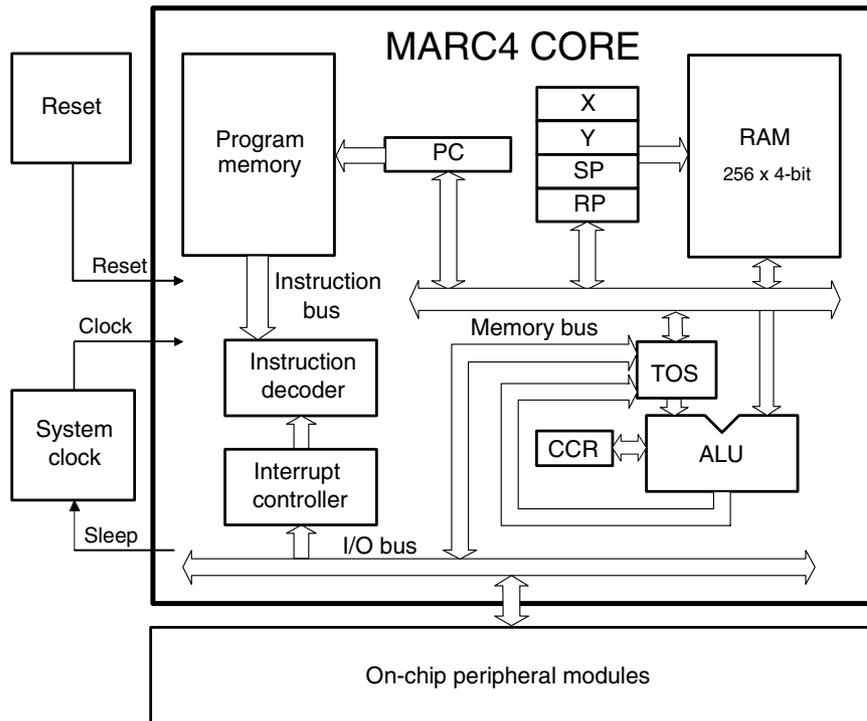 MARC4 CORE
Reset
Program
memory
PC
X
Y
SP
RP
RAM
256 x 4-bit
Reset
Clock
Instruction
bus
Memory bus
Instruction
decoder
TOS
System
clock
CCR
ALU
Interrupt
controller
Sleep
I/O bus
On-chip peripheral modules